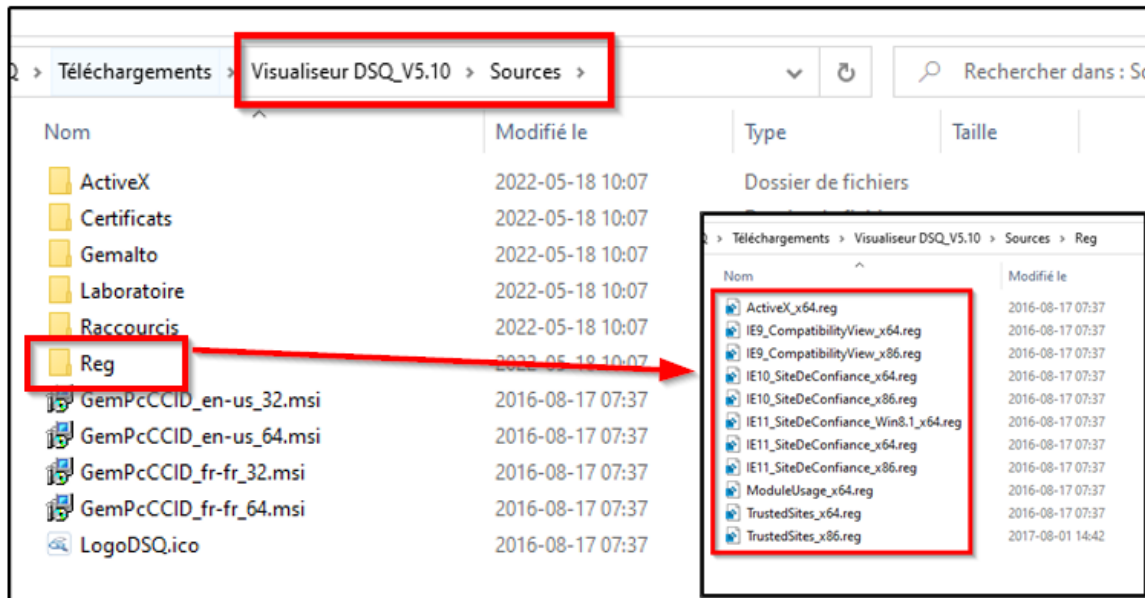 Téléchargements > Visualiseur DSQ_V5.10 > Sources >
Rechercher dans : So
Nom Modifié le Type Taille
ActiveX 2022-05-18 10:07 Dossier de fichiers
Certificats 2022-05-18 10:07
Gemalto 2022-05-18 10:07
Laboratoire 2022-05-18 10:07
Raccourcis 2022-05-18 10:07
Reg 2022-05-18 10:07
GemPcCCID_en-us_32.msi 2016-08-17 07:37
GemPcCCID_en-us_64.msi 2016-08-17 07:37
GemPcCCID_fr-fr_32.msi 2016-08-17 07:37
GemPcCCID_fr-fr_64.msi 2016-08-17 07:37
LogoDSQ.ico 2016-08-17 07:37
Téléchargements > Visualiseur DSQ_V5.10 > Sources > Reg
Nom Modifié le
ActiveX_x64.reg 2016-08-17 07:37
IE9_CompatibilityView_x64.reg 2016-08-17 07:37
IE9_CompatibilityView_x86.reg 2016-08-17 07:37
IE10_SiteDeConfiance_x64.reg 2016-08-17 07:37
IE10_SiteDeConfiance_x86.reg 2016-08-17 07:37
IE11_SiteDeConfiance_Win8.1_x64.reg 2016-08-17 07:37
IE11_SiteDeConfiance_x64.reg 2016-08-17 07:37
IE11_SiteDeConfiance_x86.reg 2016-08-17 07:37
ModuleUsage_x64.reg 2016-08-17 07:37
TrustedSites_x64.reg 2016-08-17 07:37
TrustedSites_x86.reg 2017-08-01 14:42